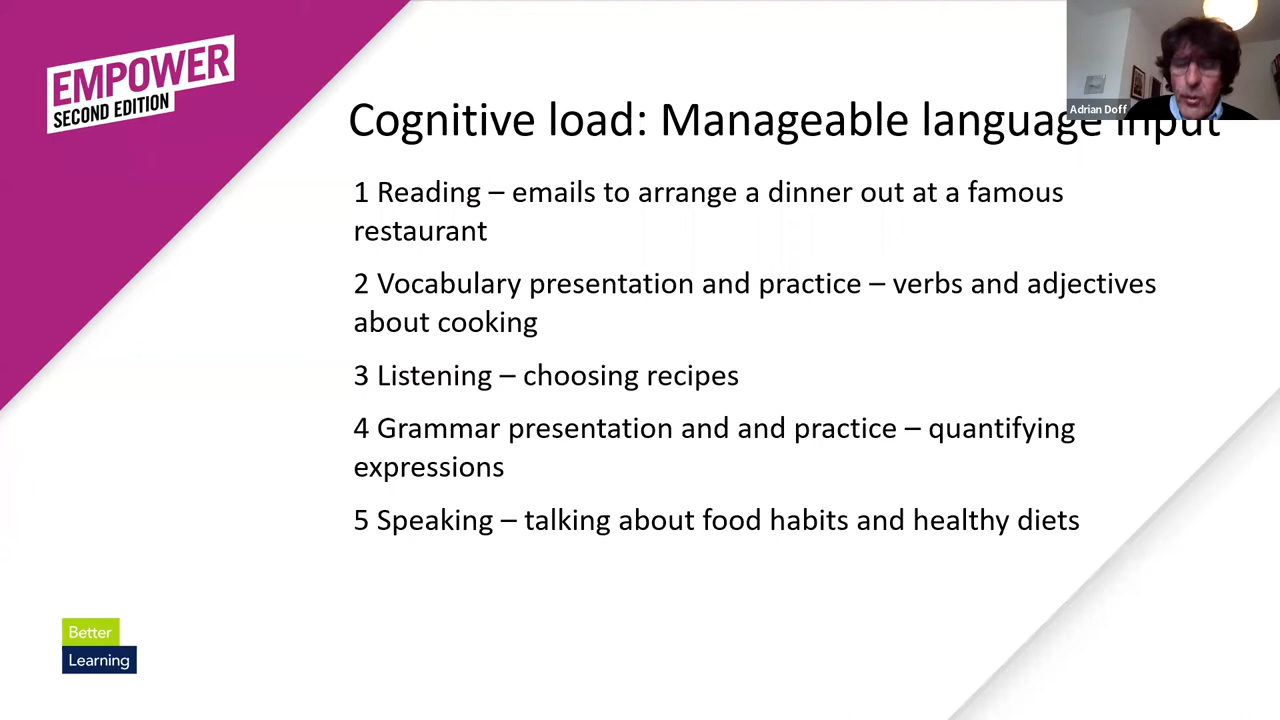 EMPOWER
SECOND EDITION
Adrian Doff
Cognitive load: Manageable language input
1 Reading – emails to arrange a dinner out at a famous
restaurant
2 Vocabulary presentation and practice – verbs and adjectives
about cooking
3 Listening – choosing recipes
4 Grammar presentation and and practice – quantifying
expressions
5 Speaking – talking about food habits and healthy diets
Better
Learning